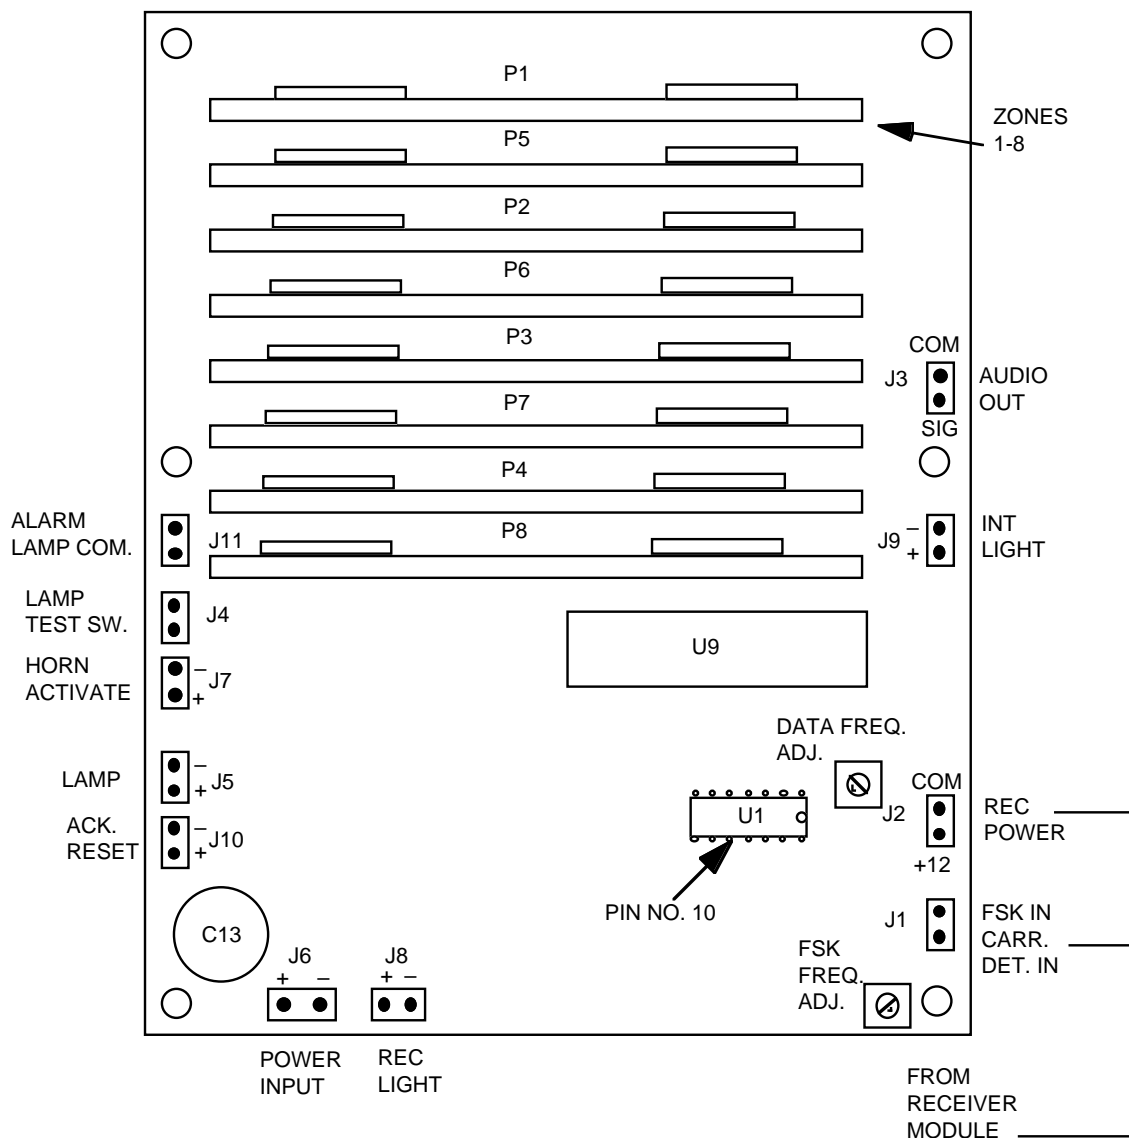 P1
ZONES
1-8
P5
P2
P6
P3
COM
J3
AUDIO
OUT
SIG
P7
P4
ALARM
LAMP COM.
J11
P8
J9
–
+
INT
LIGHT
LAMP
TEST SW.
J4
HORN
ACTIVATE
–
+
J7
U9
DATA FREQ.
ADJ.
LAMP
–
+
J5
U1
COM
J2
REC
POWER
+12
ACK.
RESET
–
+
J10
PIN NO. 10
J1
FSK IN
CARR.
DET. IN
C13
J6
+ –
J8
+ –
FSK
FREQ.
ADJ.
POWER
INPUT
REC
LIGHT
FROM
RECEIVER
MODULE